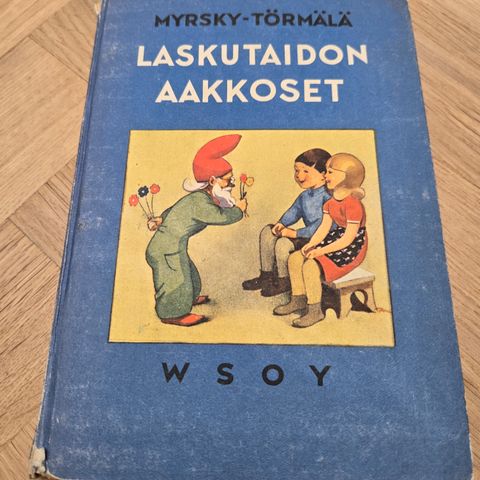 MYRSKY-TÖRMÄLÄ
LASKUTAIDON
AAKKOSET
WSOY